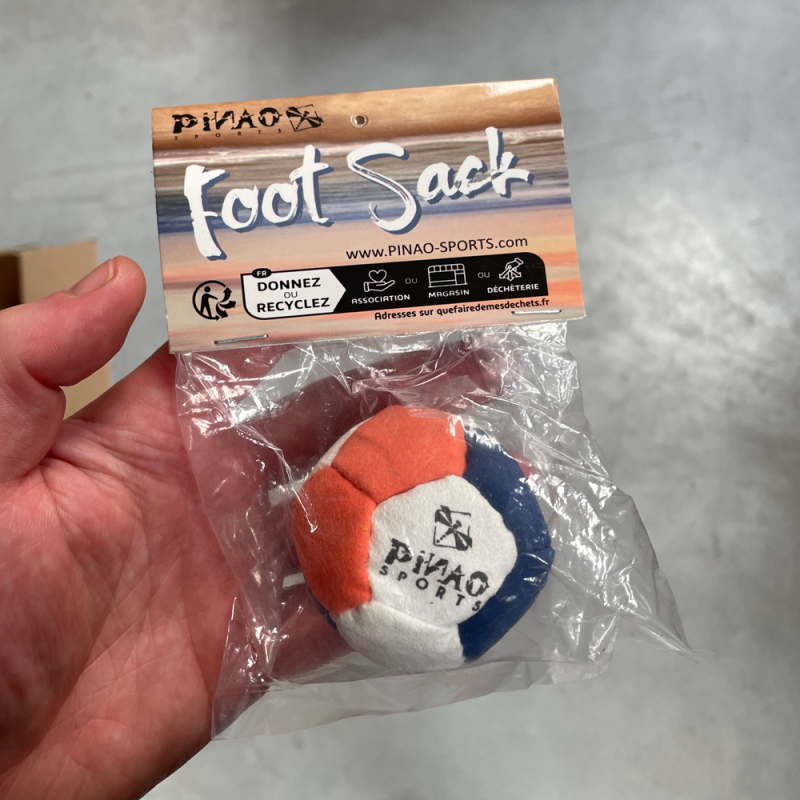 PiNAO
SPORTS
Foot Sack
www.PINAO-SPORTS.com
FR
DONNEZ
OU
RECYCLEZ
ASSOCIATION OU MAGASIN OU DÉCHÈTERIE
Adresses sur quefairedemesdechets.fr
PiNAO
SPORTS